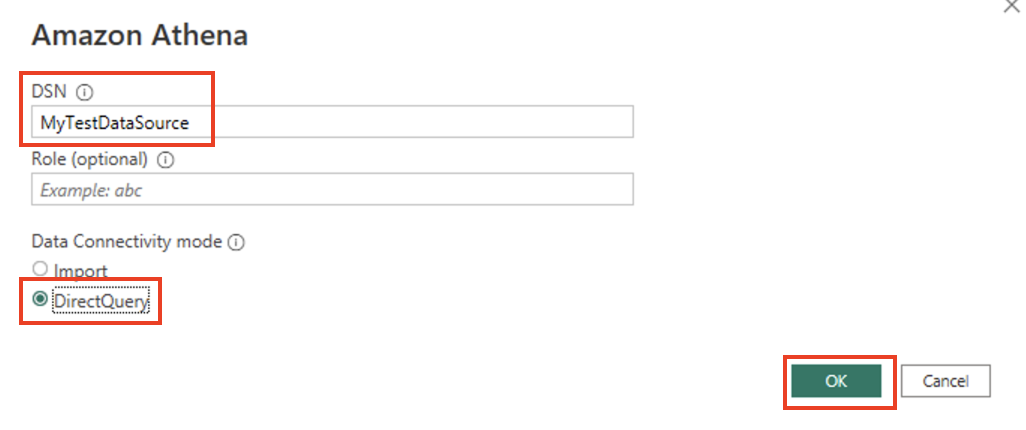 Amazon Athena
DSN
MyTestDataSource
Role (optional)
Example: abc
Data Connectivity mode
Import
DirectQuery
OK Cancel